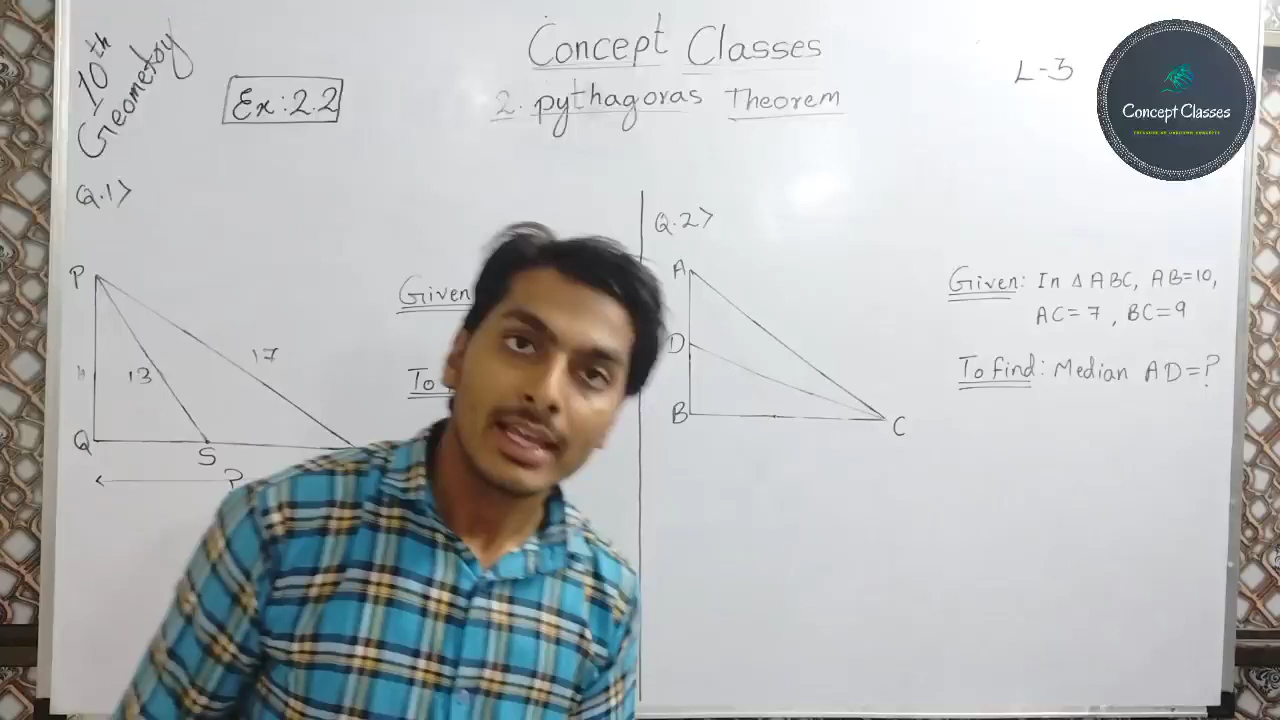 10th
Geometry
Ex: 2.2
Concept Classes
2. pythagoras Theorem
L-3
Concept Classes
Q.1>
P
13
17
Q
S
?
Given
To
Q.2>
A
D
B
C
Given: In △ ABC, AB=10,
AC=7, BC=9
To find: Median AD=?